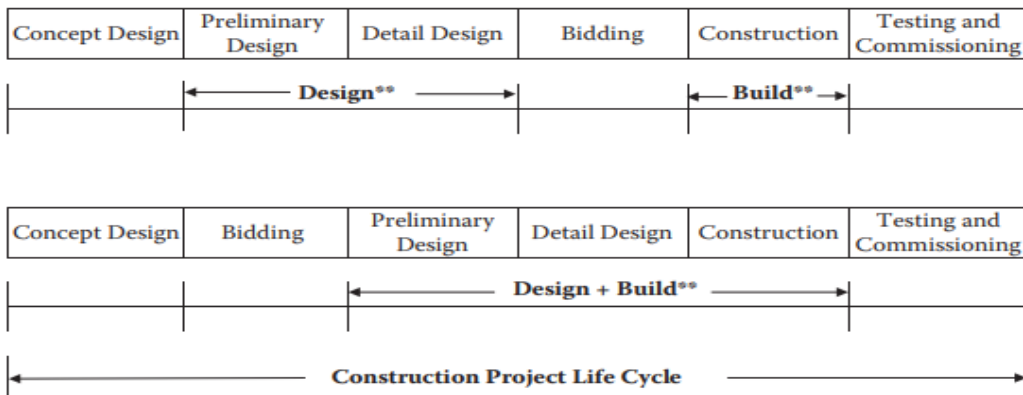 Concept Design
Preliminary
Design
Detail Design
Bidding
Construction
Testing and
Commissioning
Design**
Build**
Concept Design
Bidding
Preliminary
Design
Detail Design
Construction
Testing and
Commissioning
Design + Build**
Construction Project Life Cycle